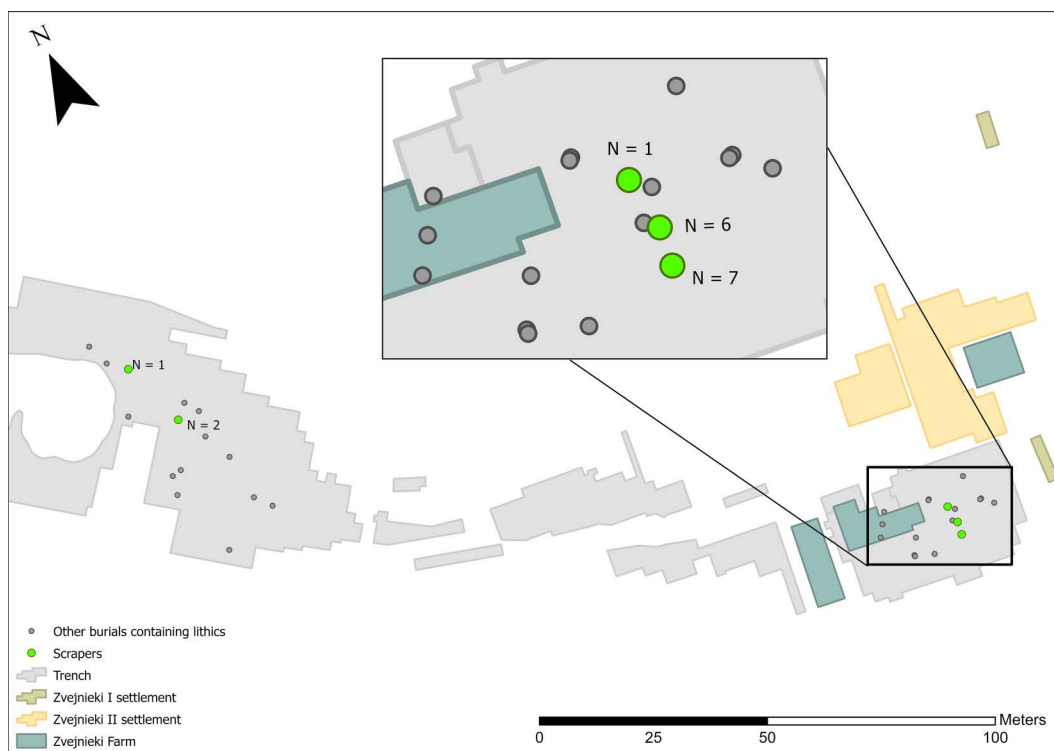 N
N = 1
N = 6
N = 7
N = 1
N = 2
Other burials containing lithics
Scrapers
Trench
Zvejnieki I settlement
Zvejnieki II settlement
Zvejnieki Farm
Meters
0 25 50 100